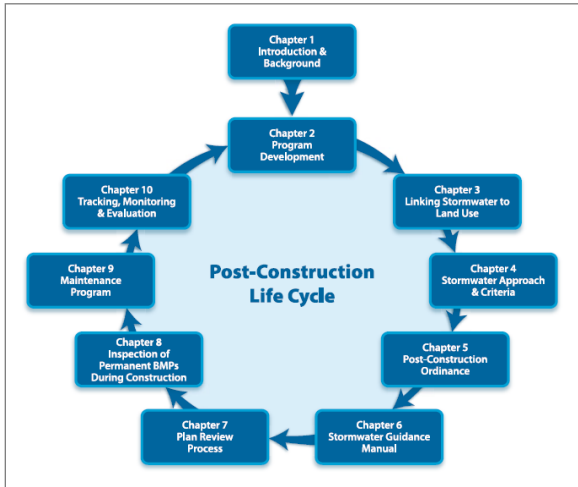 Chapter 1
Introduction &
Background
Chapter 2
Program
Development
Chapter 3
Linking Stormwater to
Land Use
Chapter 4
Stormwater Approach
& Criteria
Chapter 5
Post-Construction
Ordinance
Chapter 6
Stormwater Guidance
Manual
Chapter 7
Plan Review
Process
Chapter 8
Inspection of
Permanent BMPs
During Construction
Chapter 9
Maintenance
Program
Chapter 10
Tracking, Monitoring
& Evaluation
Post-Construction
Life Cycle